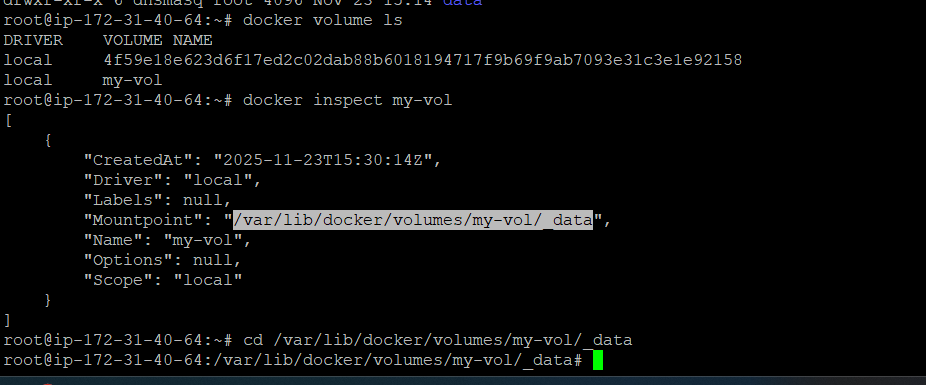 drwxr-xr-x 6 dnsmasq root 4096 Nov 23 15:14 data
root@ip-172-31-40-64:~# docker volume ls
DRIVER    VOLUME NAME
local     4f59e18e623d6f17ed2c02dab88b6018194717f9b69f9ab7093e31c3e1e92158
local     my-vol
root@ip-172-31-40-64:~# docker inspect my-vol
[
    {
        "CreatedAt": "2025-11-23T15:30:14Z",
        "Driver": "local",
        "Labels": null,
        "Mountpoint": "/var/lib/docker/volumes/my-vol/_data",
        "Name": "my-vol",
        "Options": null,
        "Scope": "local"
    }
]
root@ip-172-31-40-64:~# cd /var/lib/docker/volumes/my-vol/_data
root@ip-172-31-40-64:/var/lib/docker/volumes/my-vol/_data#